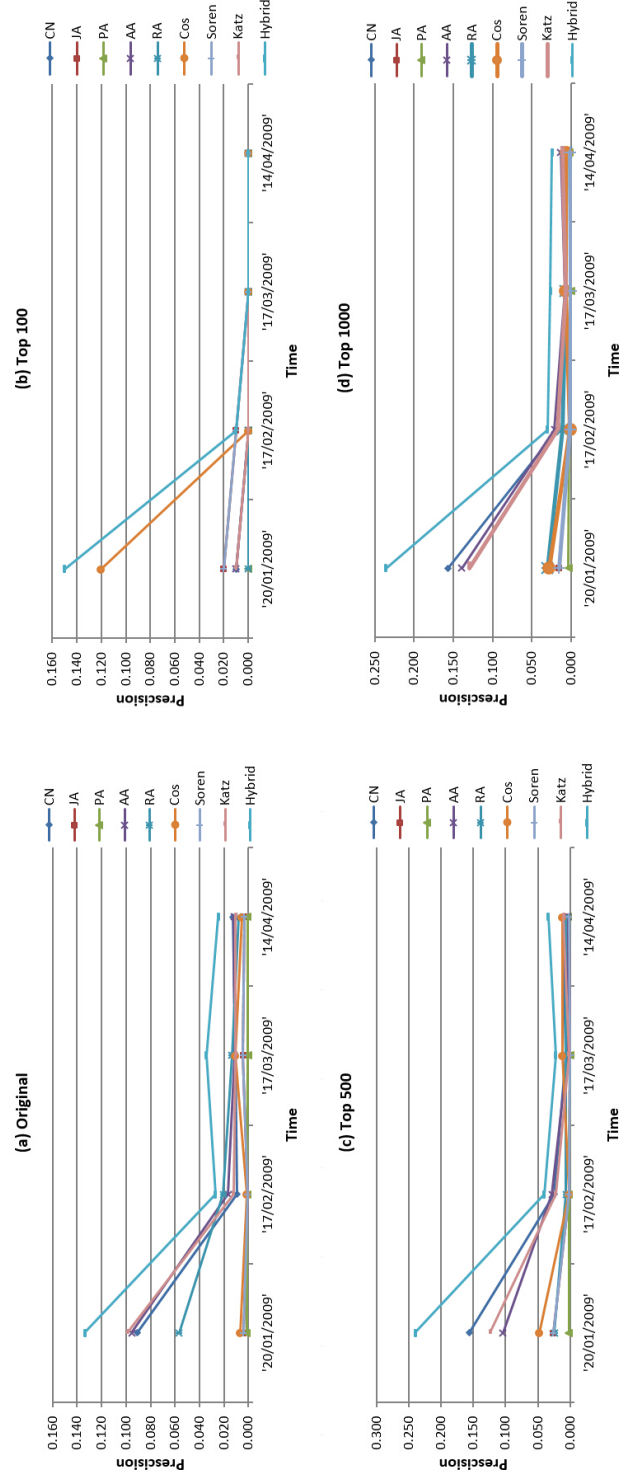 (a) Original
Prescision
0.160
0.140
0.120
0.100
0.080
0.060
0.040
0.020
0.000
'20/01/2009'
'17/02/2009'
'17/03/2009'
'14/04/2009'
Time
CN
JA
PA
AA
RA
Cos
Soren
Katz
Hybrid
(b) Top 100
Prescision
0.160
0.140
0.120
0.100
0.080
0.060
0.040
0.020
0.000
'20/01/2009'
'17/02/2009'
'17/03/2009'
'14/04/2009'
Time
CN
JA
PA
AA
RA
Cos
Soren
Katz
Hybrid
(c) Top 500
Prescision
0.300
0.250
0.200
0.150
0.100
0.050
0.000
'20/01/2009'
'17/02/2009'
'17/03/2009'
'14/04/2009'
Time
CN
JA
PA
AA
RA
Cos
Soren
Katz
Hybrid
(d) Top 1000
Prescision
0.250
0.200
0.150
0.100
0.050
0.000
'20/01/2009'
'17/02/2009'
'17/03/2009'
'14/04/2009'
Time
CN
JA
PA
AA
RA
Cos
Soren
Katz
Hybrid